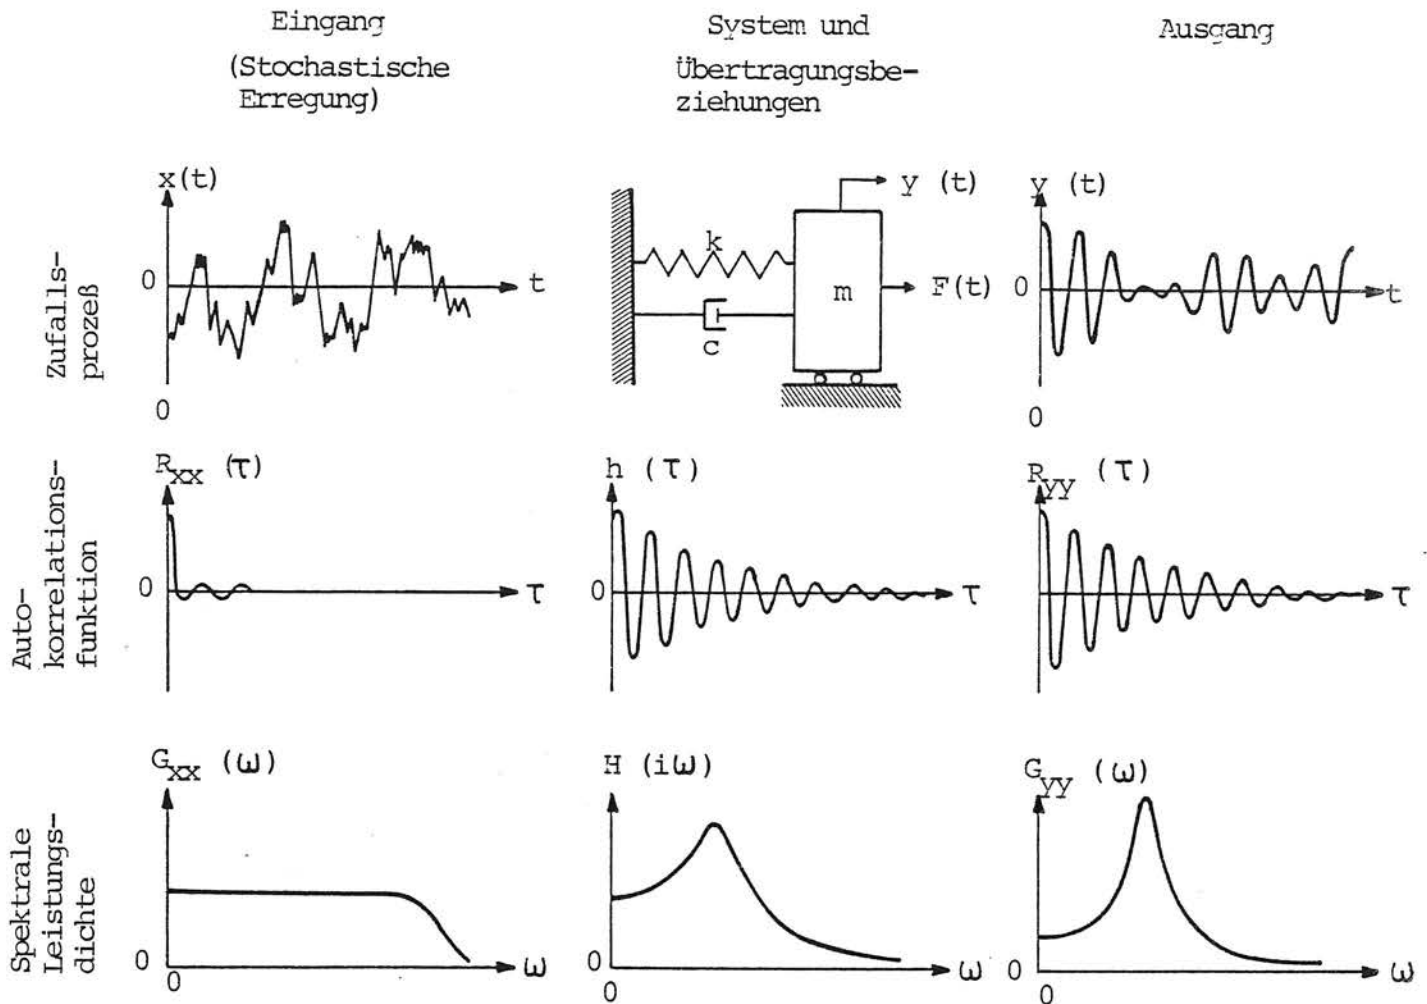 Eingang
(Stochastische
Erregung)
System und
Übertragungsbe-
ziehungen
Ausgang
Zufalls-
prozeß
x(t)
0
t
0
k
c
m
y (t)
F(t)
y (t)
0
t
0
Auto-
korrelations-
funktion
R_xx (τ)
0
τ
h (τ)
0
τ
R_yy (τ)
0
τ
Spektrale
Leistungs-
dichte
G_xx (ω)
0
0
ω
H (iω)
0
0
ω
G_yy (ω)
0
0
ω